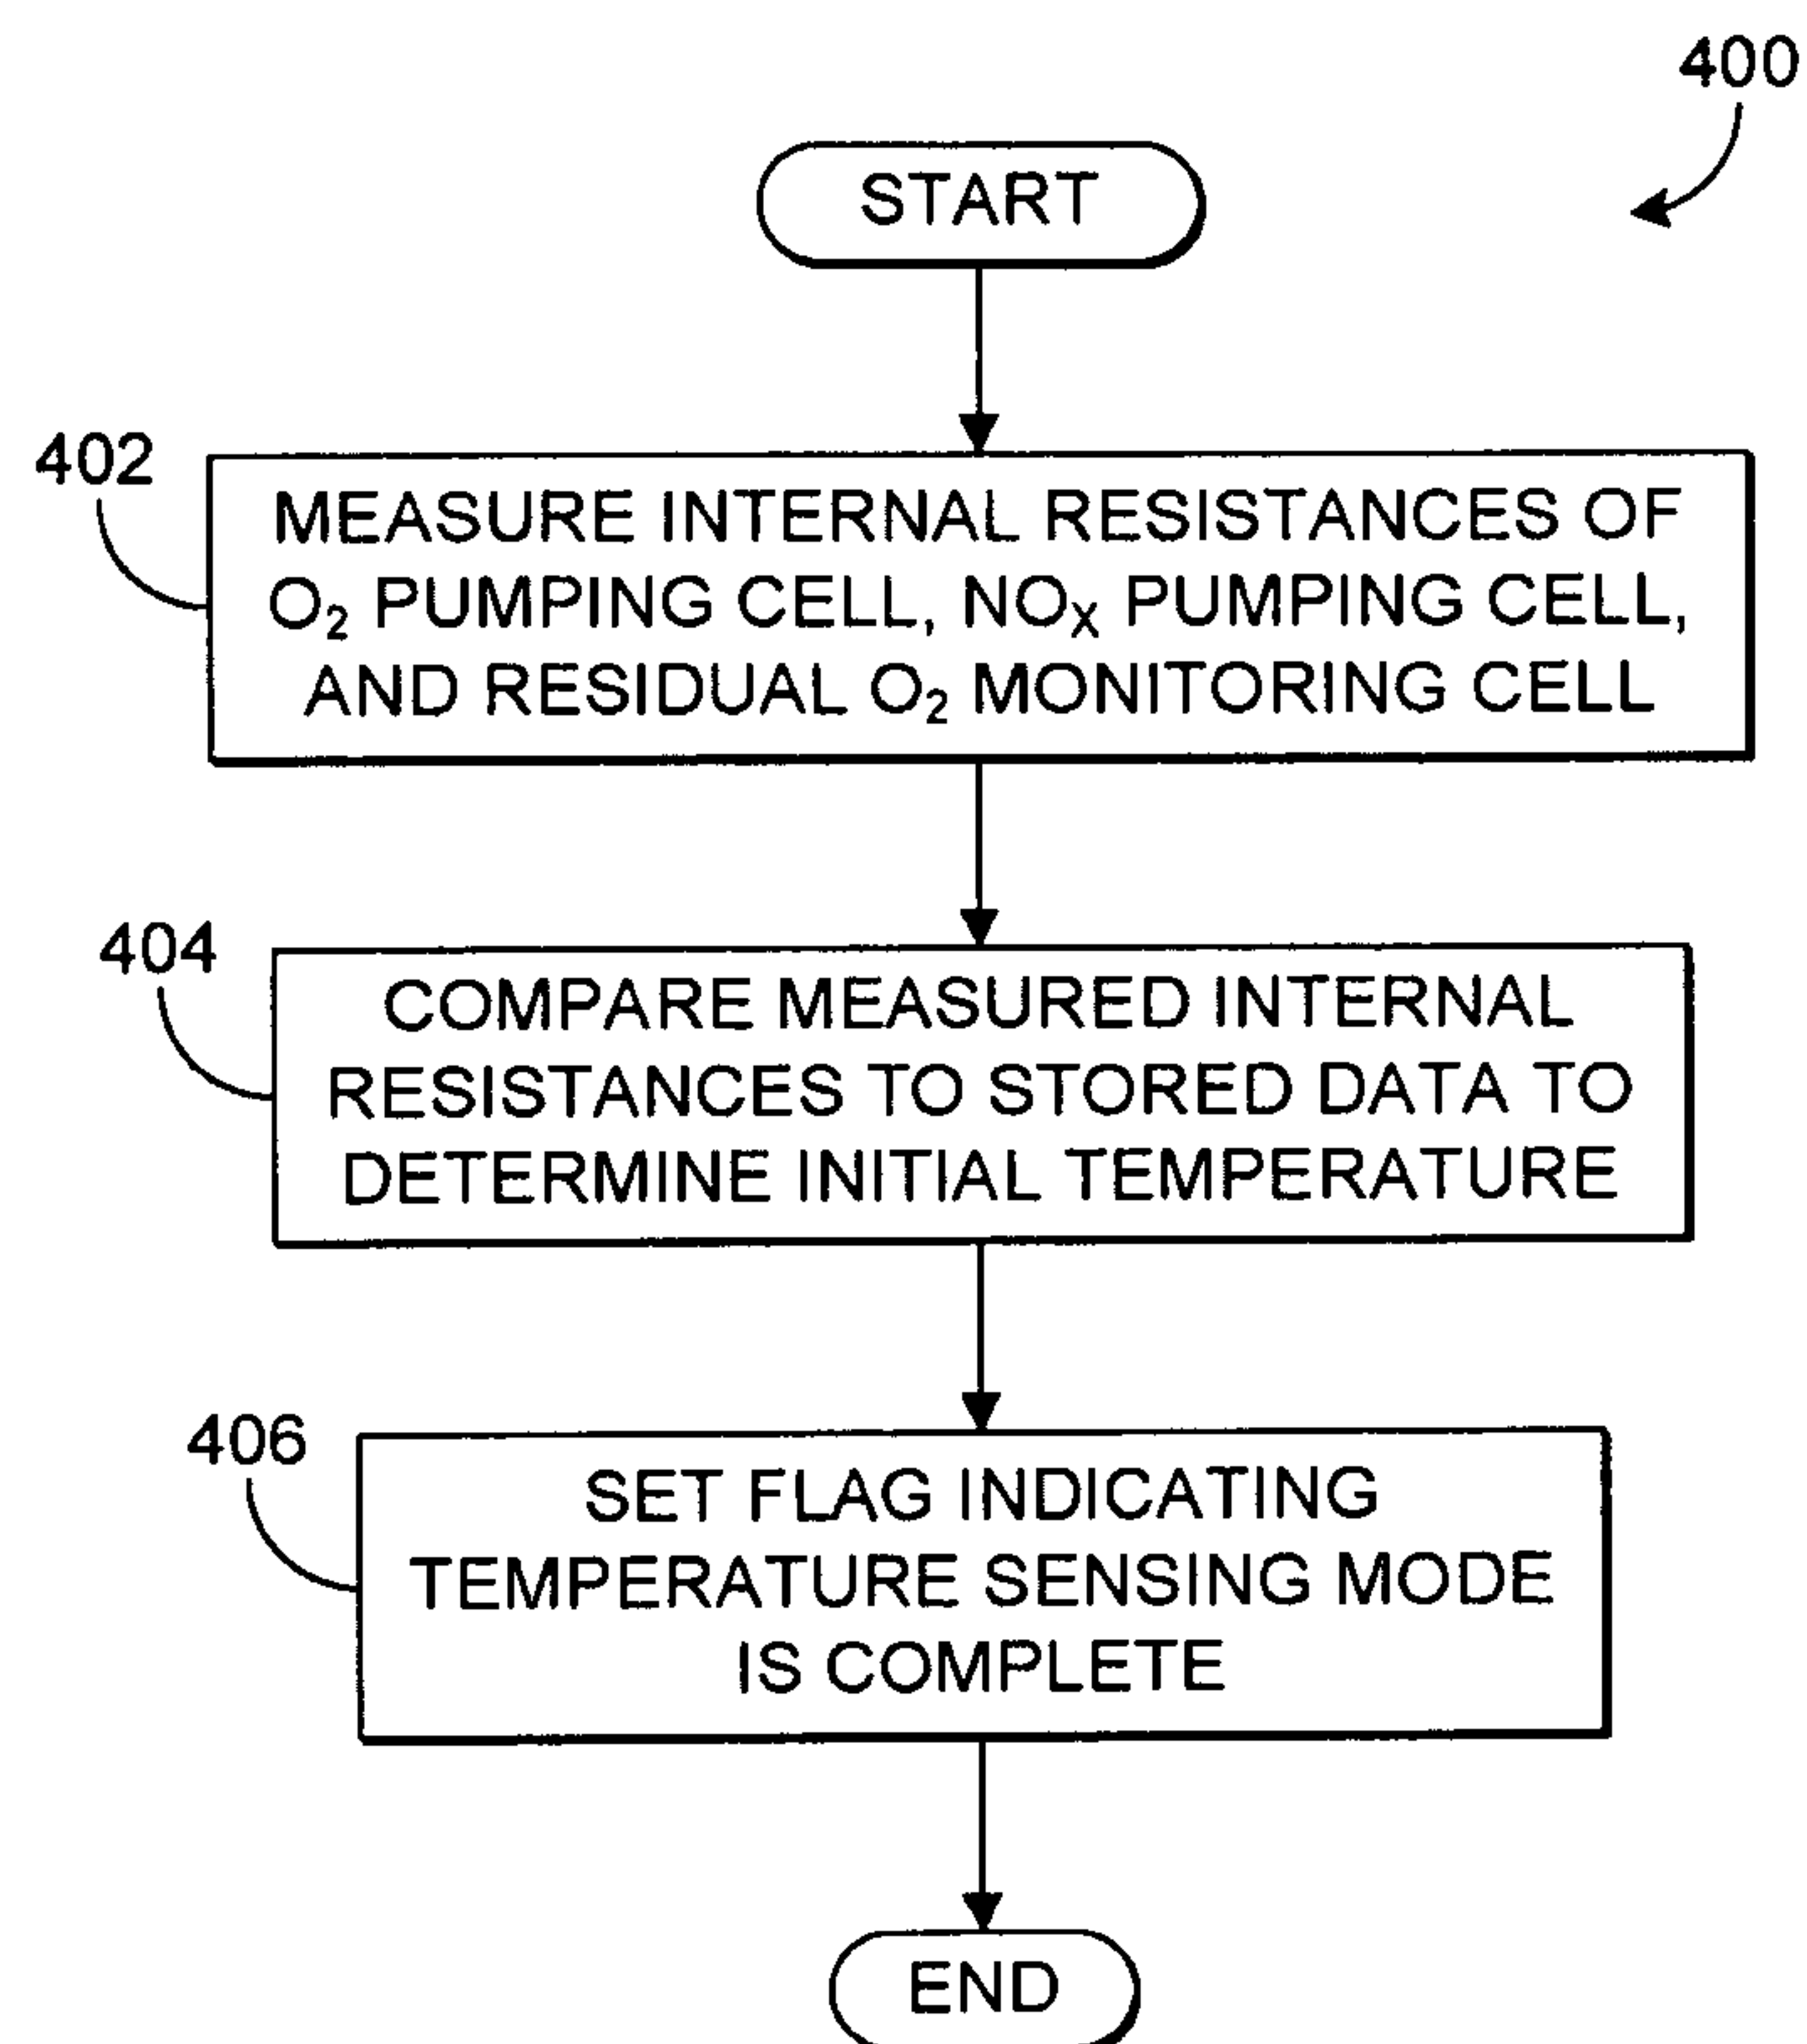 400
START
402
MEASURE INTERNAL RESISTANCES OF
O₂ PUMPING CELL, NOₓ PUMPING CELL,
AND RESIDUAL O₂ MONITORING CELL
404
COMPARE MEASURED INTERNAL
RESISTANCES TO STORED DATA TO
DETERMINE INITIAL TEMPERATURE
406
SET FLAG INDICATING
TEMPERATURE SENSING MODE
IS COMPLETE
END